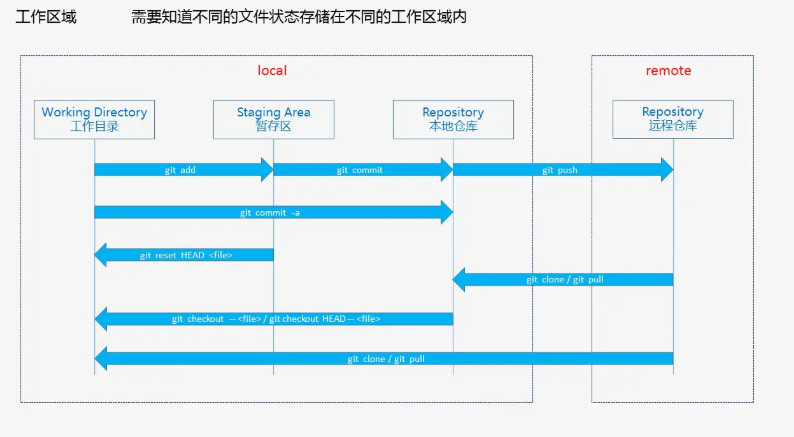 工作区域 需要知道不同的文件状态存储在不同的工作区域内
local
remote
Working Directory
工作目录
Staging Area
暂存区
Repository
本地仓库
Repository
远程仓库
git add
git commit
git push
git commit -a
git reset HEAD <file>
git clone / git pull
git checkout -- <file> / git checkout HEAD -- <file>
git clone / git pull